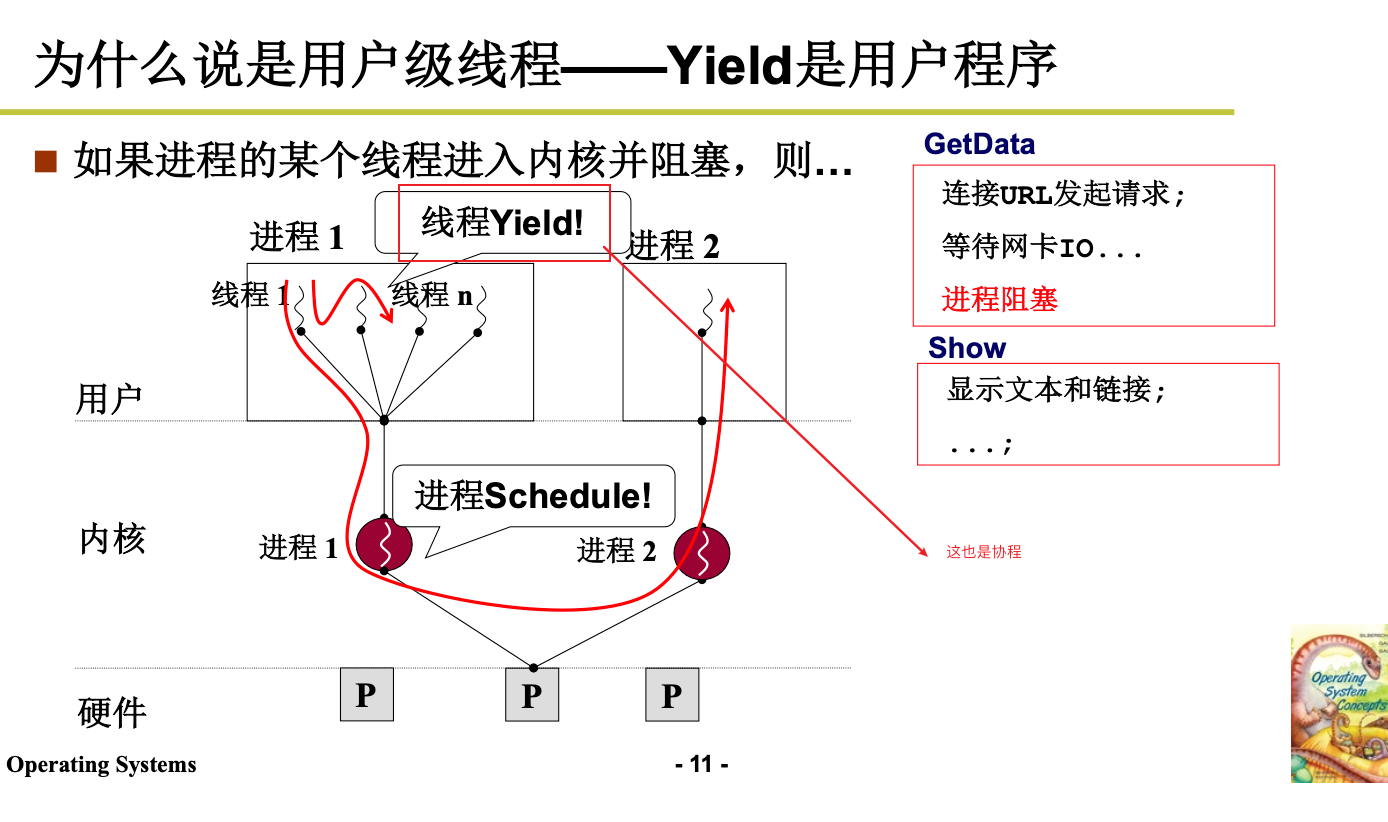 为什么说是用户级线程——Yield是用户程序
如果进程的某个线程进入内核并阻塞，则...
GetData
连接URL发起请求;
等待网卡IO...
进程阻塞
Show
显示文本和链接;
...;
线程Yield!
进程 1
进程 2
线程 1
线程 n
用户
进程Schedule!
内核
进程 1
进程 2
这也是协程
硬件
P
P
P
Operating
System
Concepts
Operating Systems
- 11 -